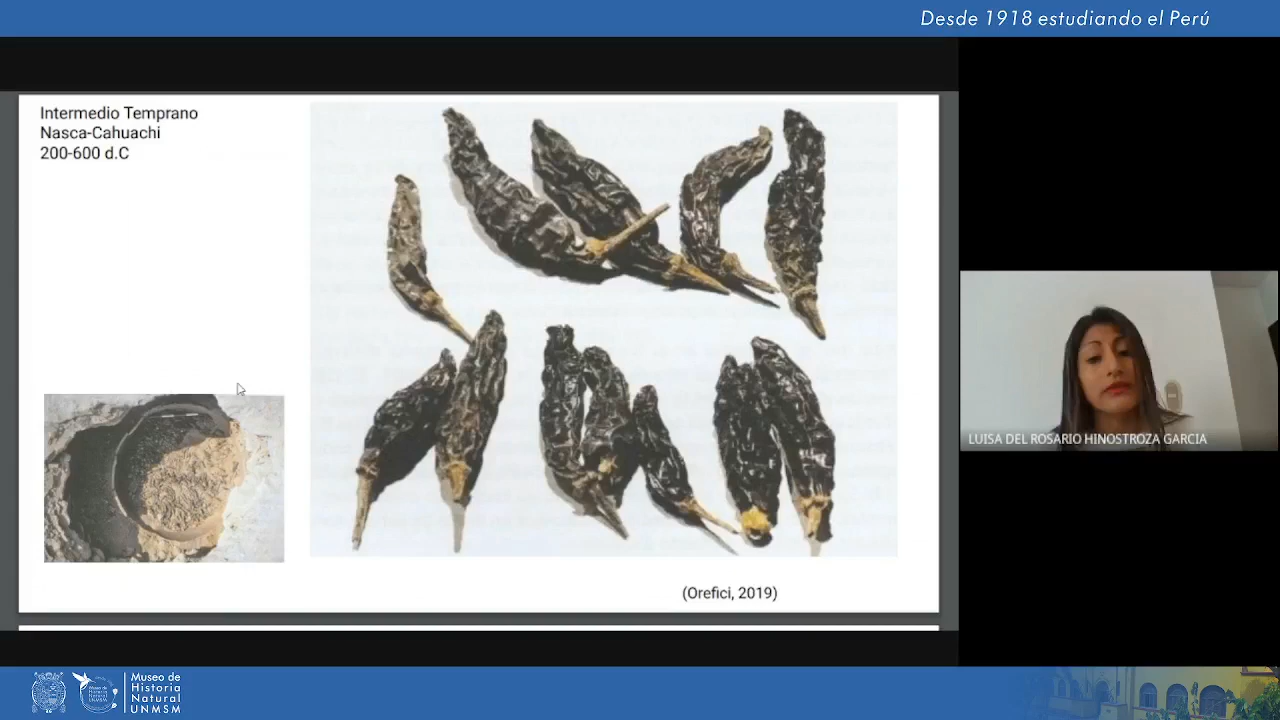 Desde 1918 estudiando el Perú
Intermedio Temprano
Nasca-Cahuachi
200-600 d.C
(Orefici, 2019)
LUISA DEL ROSARIO HINOSTROZA GARCIA
Museo de
Historia
Natural
UNMSM